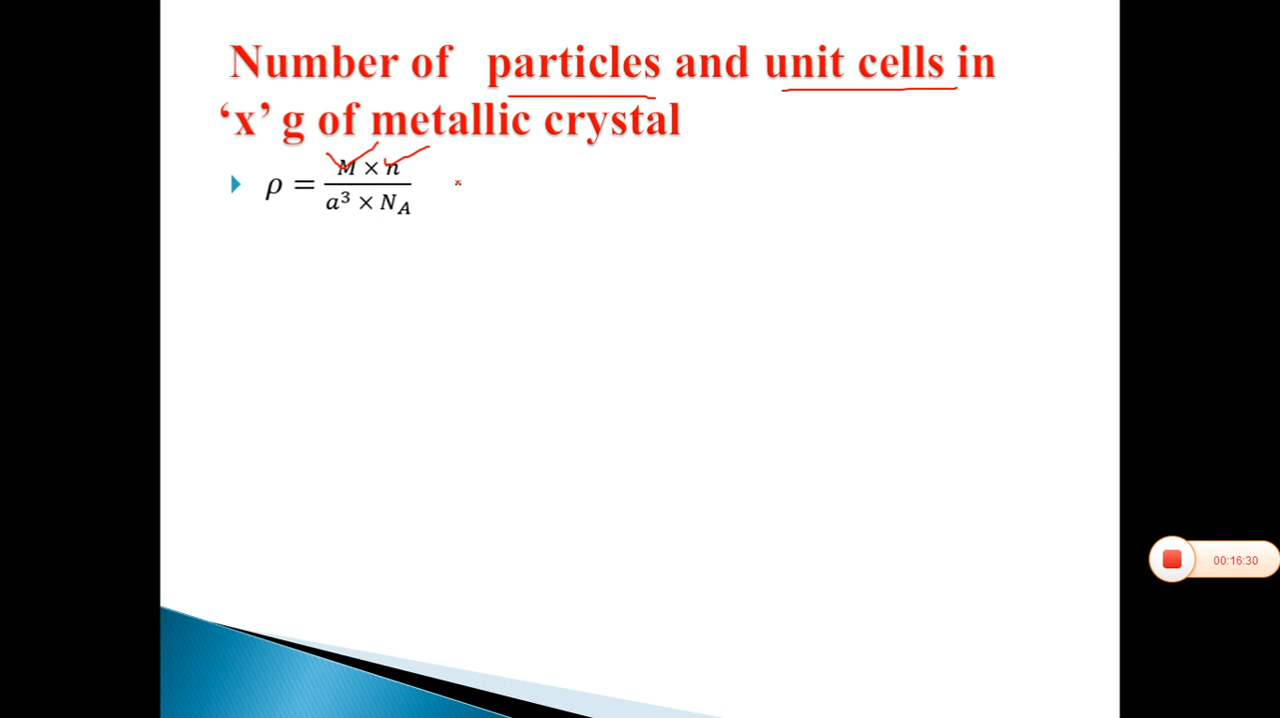 Number of particles and unit cells in
‘x’ g of metallic crystal
ρ = (M × n) / (a³ × N_A)
00:16:30